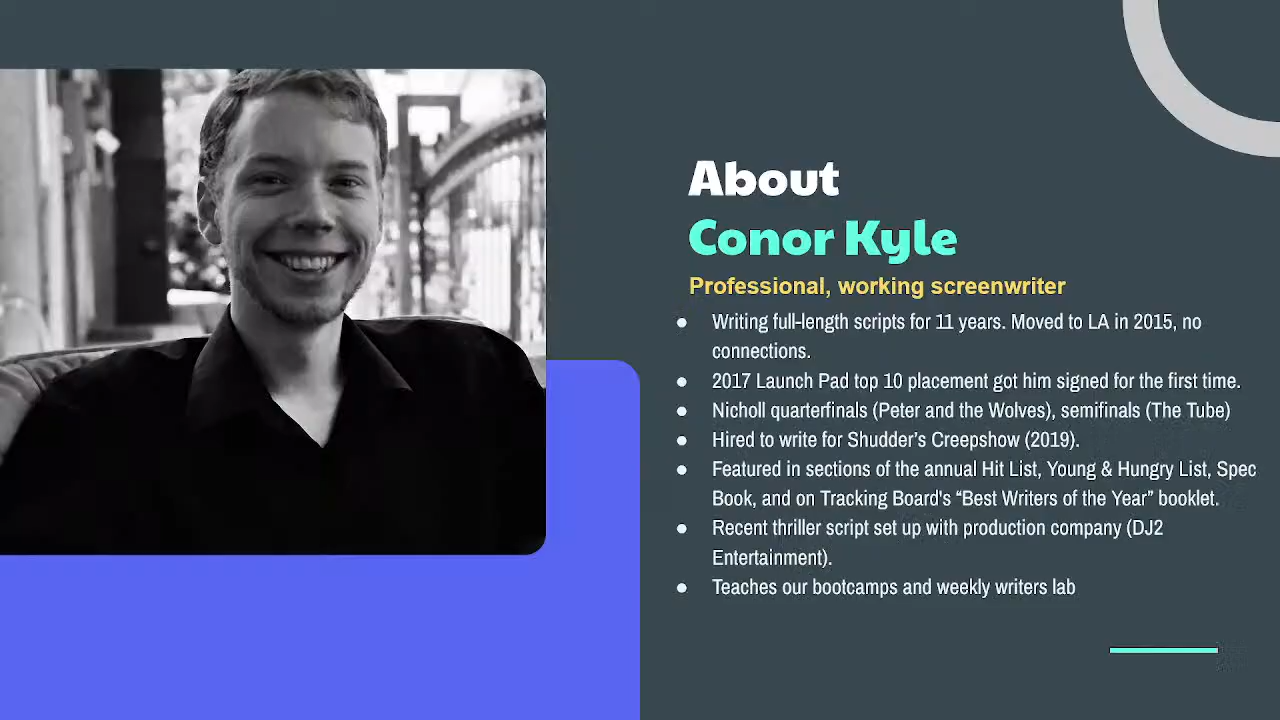 About
Conor Kyle
Professional, working screenwriter
● Writing full-length scripts for 11 years. Moved to LA in 2015, no
connections.
● 2017 Launch Pad top 10 placement got him signed for the first time.
● Nicholl quarterfinals (Peter and the Wolves), semifinals (The Tube)
● Hired to write for Shudder’s Creepshow (2019).
● Featured in sections of the annual Hit List, Young & Hungry List, Spec
Book, and on Tracking Board's “Best Writers of the Year” booklet.
● Recent thriller script set up with production company (DJ2
Entertainment).
● Teaches our bootcamps and weekly writers lab